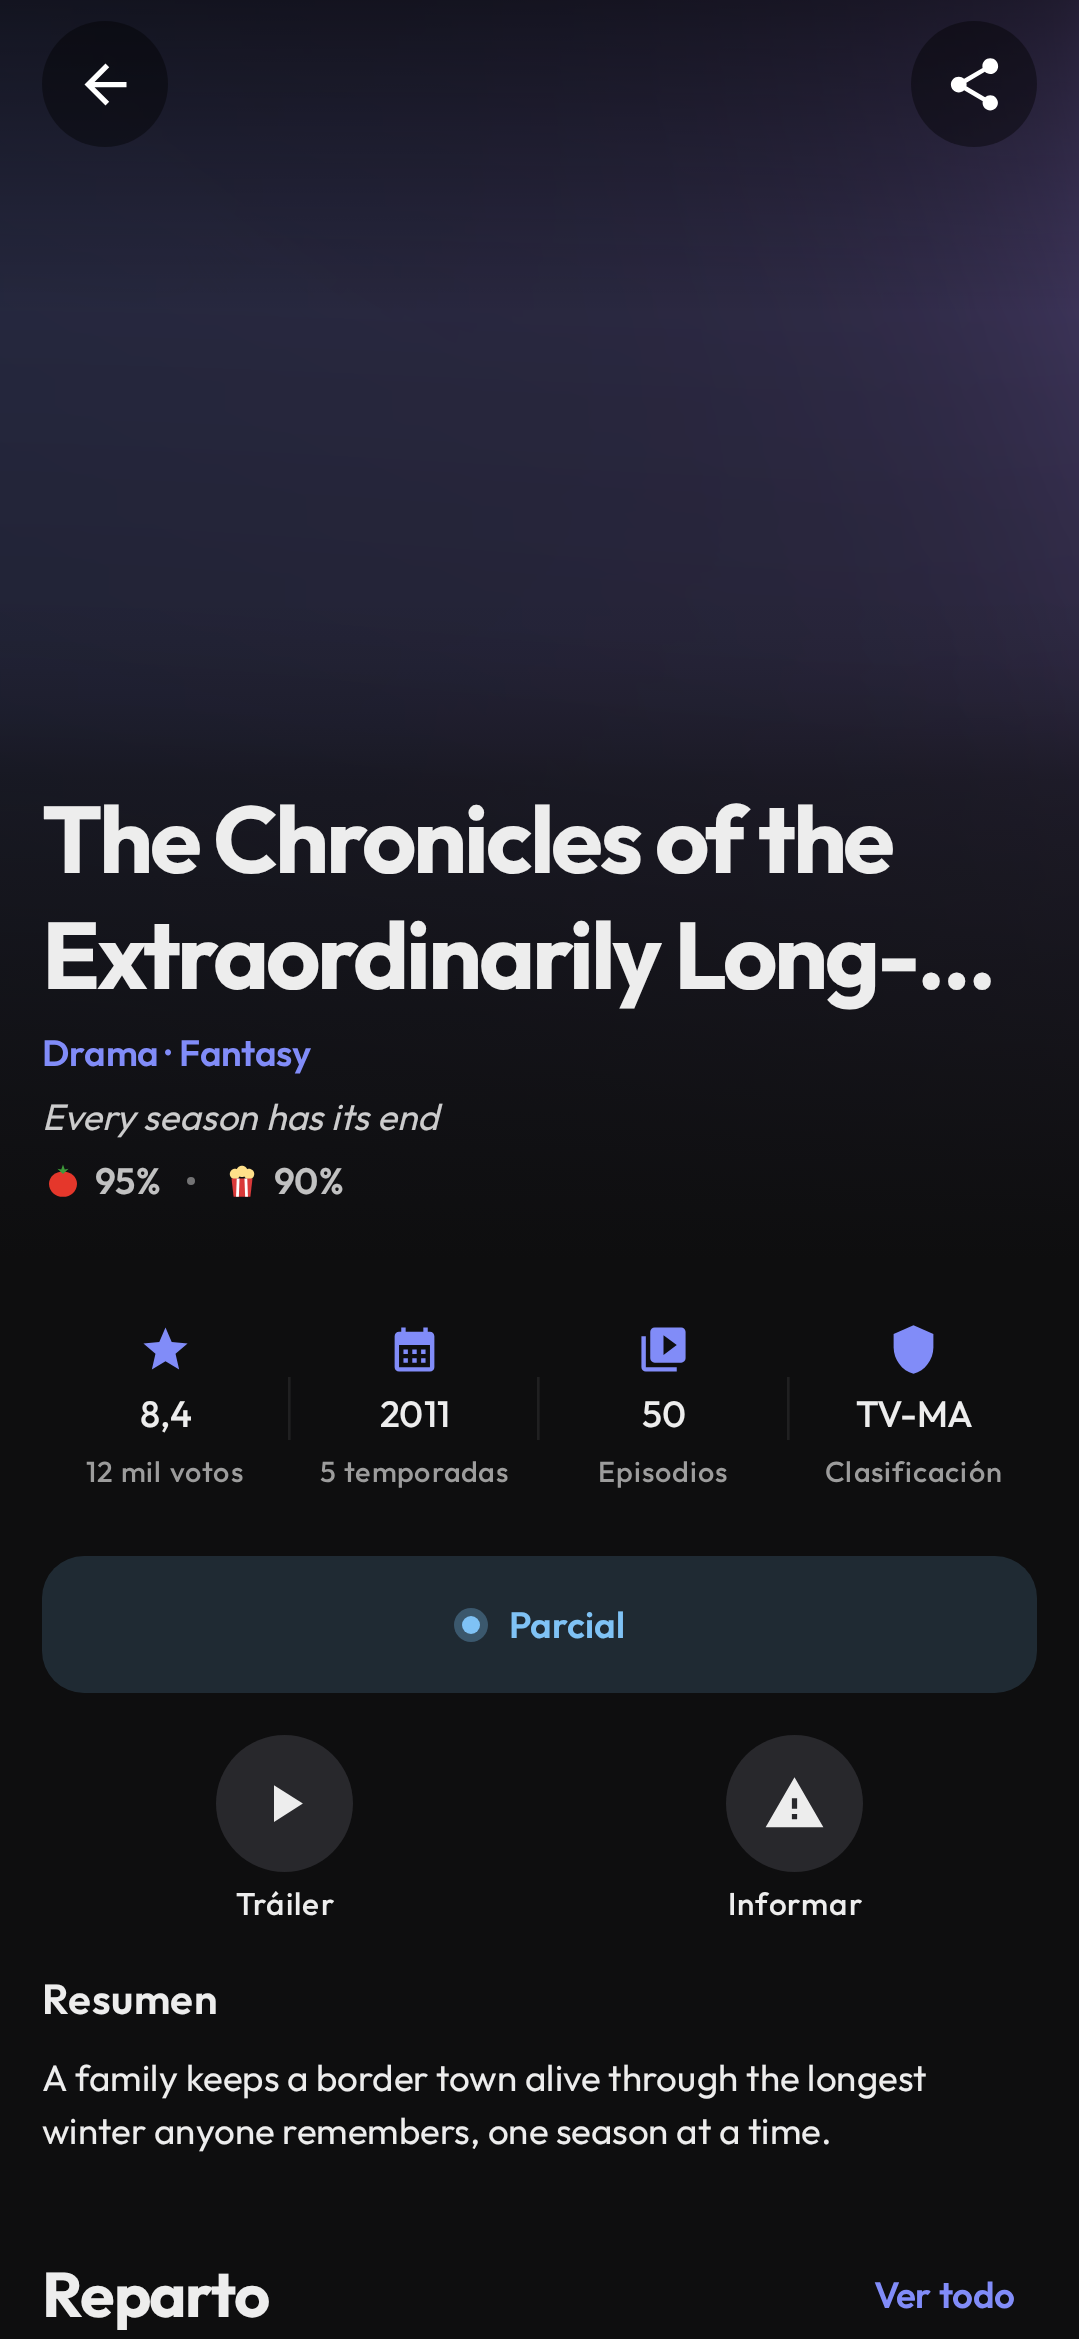 The Chronicles of the
Extraordinarily Long-...
Drama · Fantasy
Every season has its end
95% • 90%
8,4
12 mil votos
2011
5 temporadas
50
Episodios
TV-MA
Clasificación
Parcial
Tráiler
Informar
Resumen
A family keeps a border town alive through the longest
winter anyone remembers, one season at a time.
Reparto
Ver todo